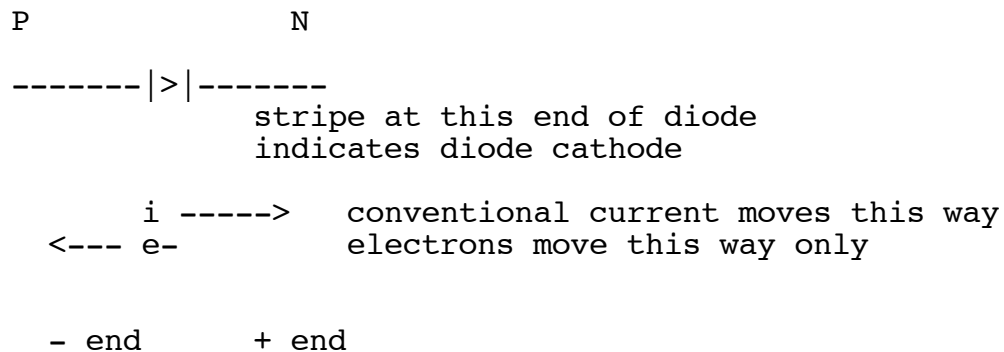 P                N
-------|>|-------
stripe at this end of diode
indicates diode cathode
i ----->   conventional current moves this way
<--- e-          electrons move this way only
- end       + end